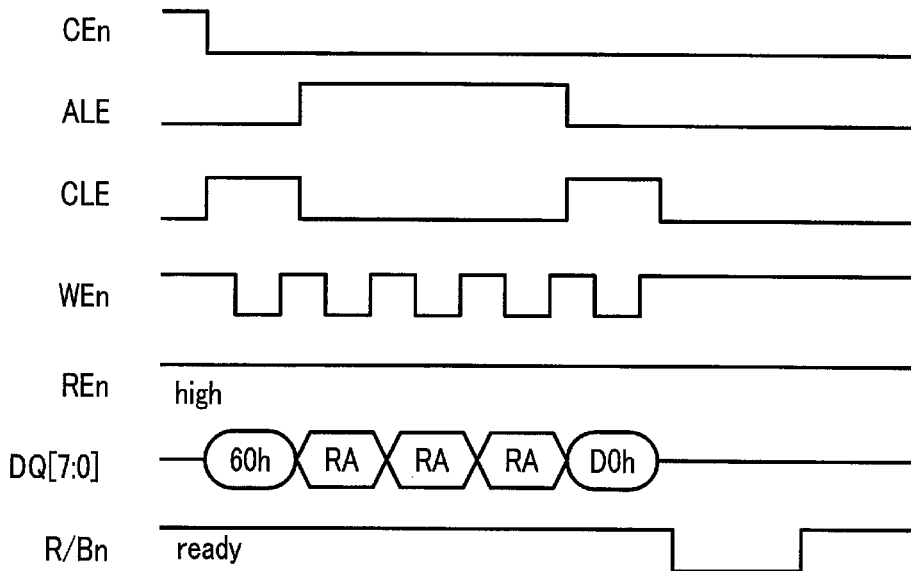 CEn
ALE
CLE
WEn
REn high
DQ[7:0] 60h RA RA RA D0h
R/Bn ready